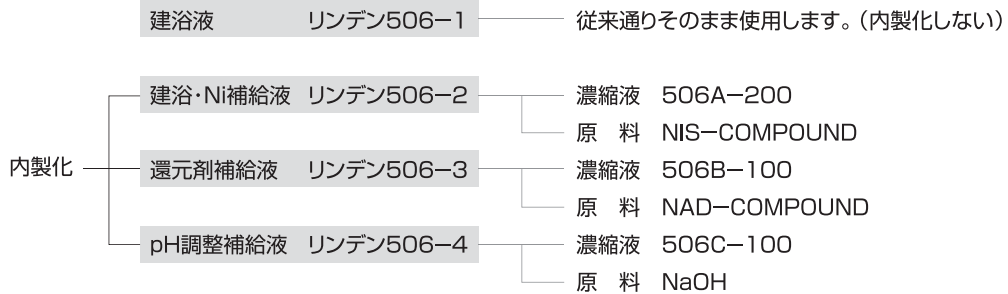 建浴液　リンデン506−1　従来通りそのまま使用します。（内製化しない）
建浴・Ni補給液　リンデン506−2　濃縮液　506A−200
原　料　NIS−COMPOUND
内製化　還元剤補給液　リンデン506−3　濃縮液　506B−100
原　料　NAD−COMPOUND
pH調整補給液　リンデン506−4　濃縮液　506C−100
原　料　NaOH